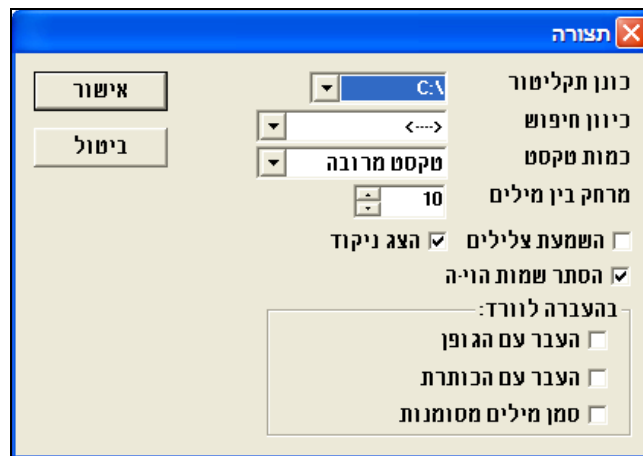 תצורה
כונן תקליטור C:\ אישור
כיוון חיפוש <---->
ביטול
כמות טקסט טקסט מרובה
מרחק בין מילים 10
השמעת צלילים הצג ניקוד
הסתר שמות הוי-ה
בהעברה לוורד:
העבר עם הגופן
העבר עם הכותרת
סמן מילים מסומנות